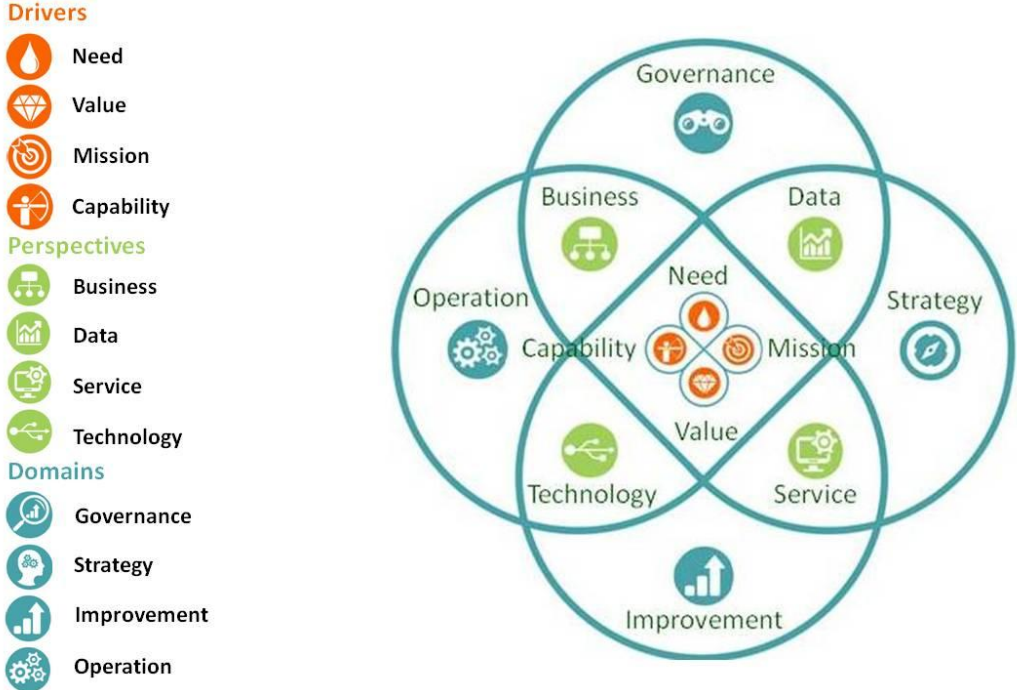 Drivers
Need
Value
Mission
Capability
Perspectives
Business
Data
Service
Technology
Domains
Governance
Strategy
Improvement
Operation
Governance
Business
Data
Need
Operation
Strategy
Capability
Mission
Value
Technology
Service
Improvement